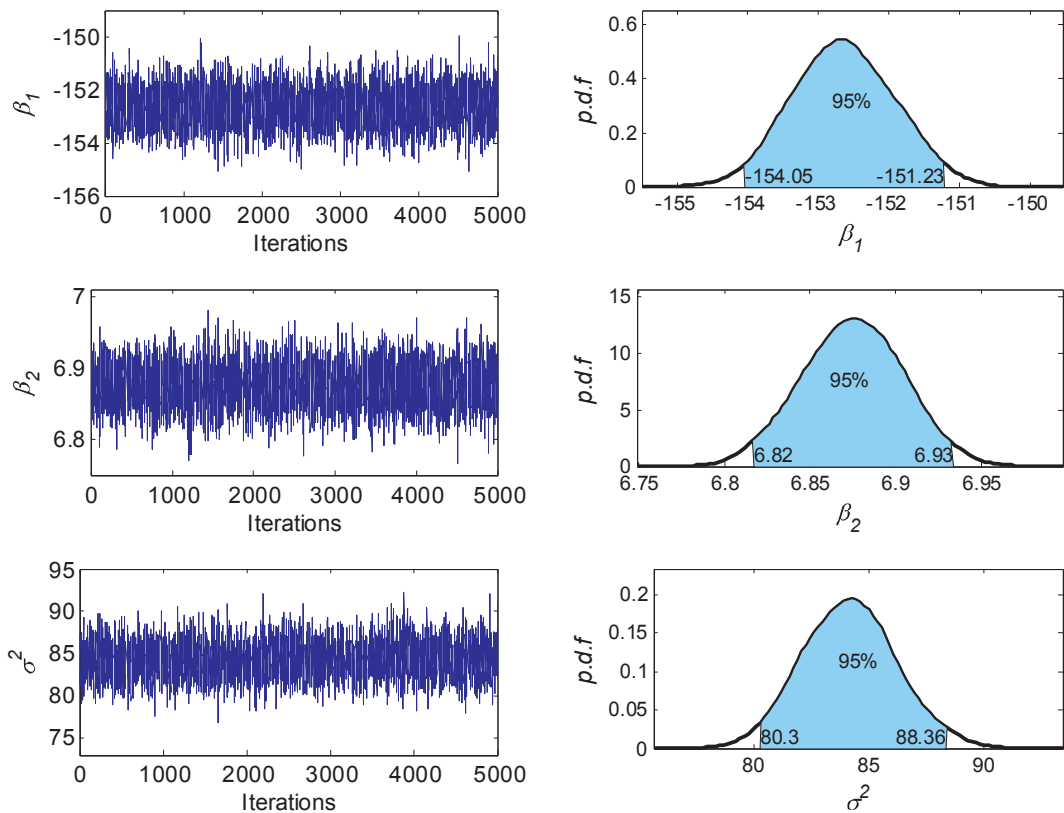 -150
-152
-154
-156
β1
0 1000 2000 3000 4000 5000
Iterations
0.6
0.4
0.2
0
p.d.f
95%
-154.05 -151.23
-155 -154 -153 -152 -151 -150
β1
7
6.9
6.8
β2
0 1000 2000 3000 4000 5000
Iterations
15
10
5
0
p.d.f
95%
6.82 6.93
6.75 6.8 6.85 6.9 6.95
β2
95
90
85
80
75
σ²
0 1000 2000 3000 4000 5000
Iterations
0.2
0.15
0.1
0.05
0
p.d.f
95%
80.3 88.36
80 85 90
σ²